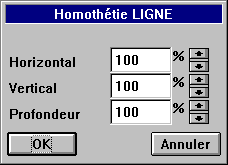 Homothétie LIGNE
Horizontal 100 %
Vertical 100 %
Profondeur 100 %
OK Annuler